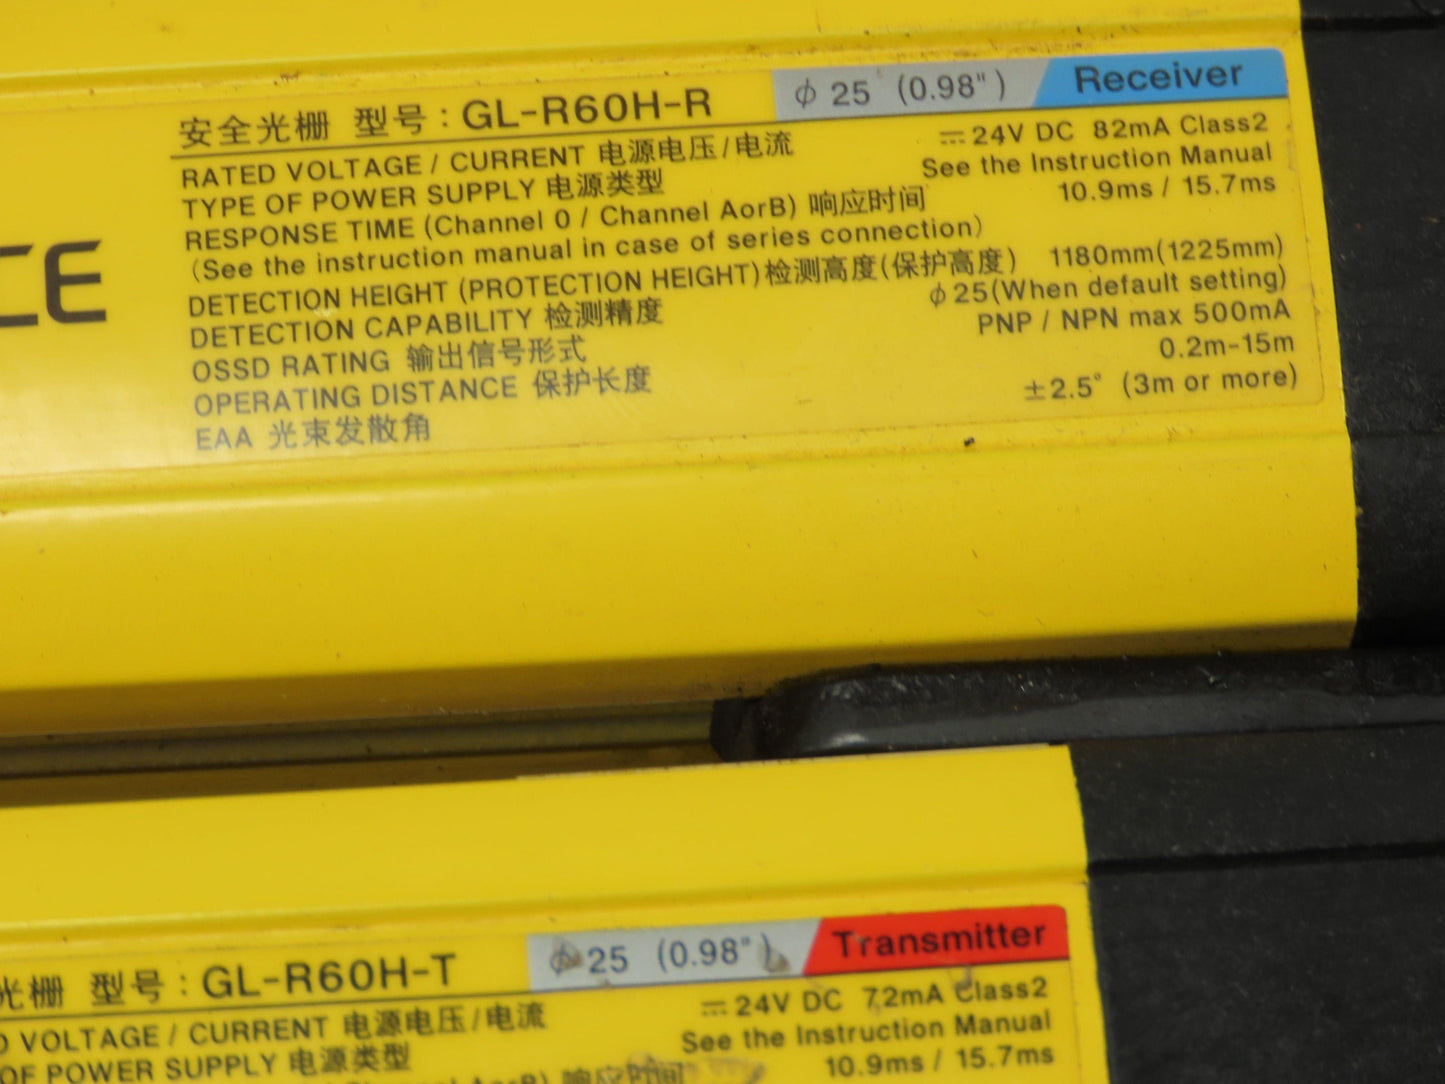 安全光栅 型号：GL-R60H-R ϕ 25 (0.98") Receiver
RATED VOLTAGE / CURRENT 电源电压/电流 ⎓ 24V DC 82mA Class2
TYPE OF POWER SUPPLY 电源类型 See the Instruction Manual
RESPONSE TIME (Channel 0 / Channel AorB) 响应时间 10.9ms / 15.7ms
(See the instruction manual in case of series connection)
DETECTION HEIGHT (PROTECTION HEIGHT) 检测高度(保护高度) 1180mm(1225mm)
DETECTION CAPABILITY 检测精度 ϕ 25(When default setting)
OSSD RATING 输出信号形式 PNP / NPN max 500mA
OPERATING DISTANCE 保护长度 0.2m-15m
EAA 光束发散角 ±2.5° (3m or more)
CE
光栅 型号：GL-R60H-T ϕ 25 (0.98") Transmitter
VOLTAGE / CURRENT 电源电压/电流 ⎓ 24V DC 72mA Class2
OF POWER SUPPLY 电源类型 See the Instruction Manual
Channel AorB) 响应时间 10.9ms / 15.7ms